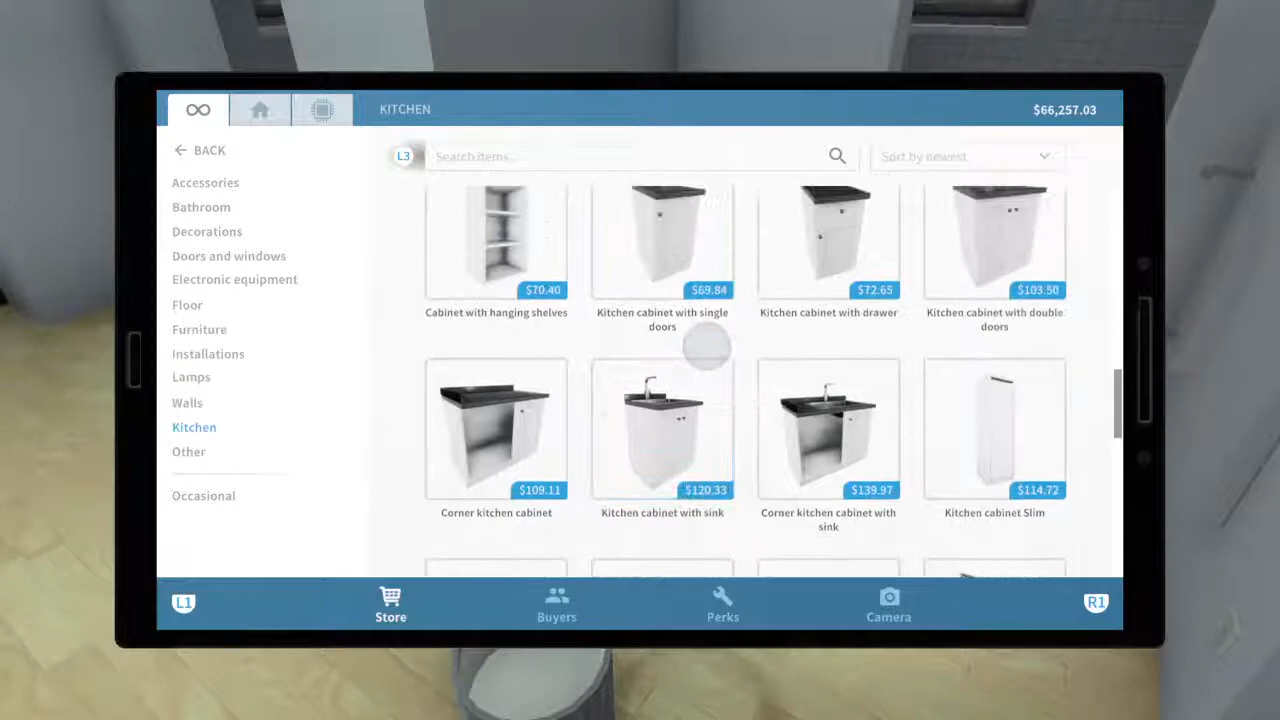 KITCHEN
$66,257.03
BACK
L3
Search items...
Sort by newest
Accessories
Bathroom
Decorations
Doors and windows
Electronic equipment
Floor
Furniture
Installations
Lamps
Walls
Kitchen
Other
Occasional
$70.40
$69.84
$72.65
$103.50
Cabinet with hanging shelves
Kitchen cabinet with single
doors
Kitchen cabinet with drawer
Kitchen cabinet with double
doors
$109.11
$120.33
$139.97
$114.72
Corner kitchen cabinet
Kitchen cabinet with sink
Corner kitchen cabinet with
sink
Kitchen cabinet Slim
L1
Store
Buyers
Perks
Camera
R1